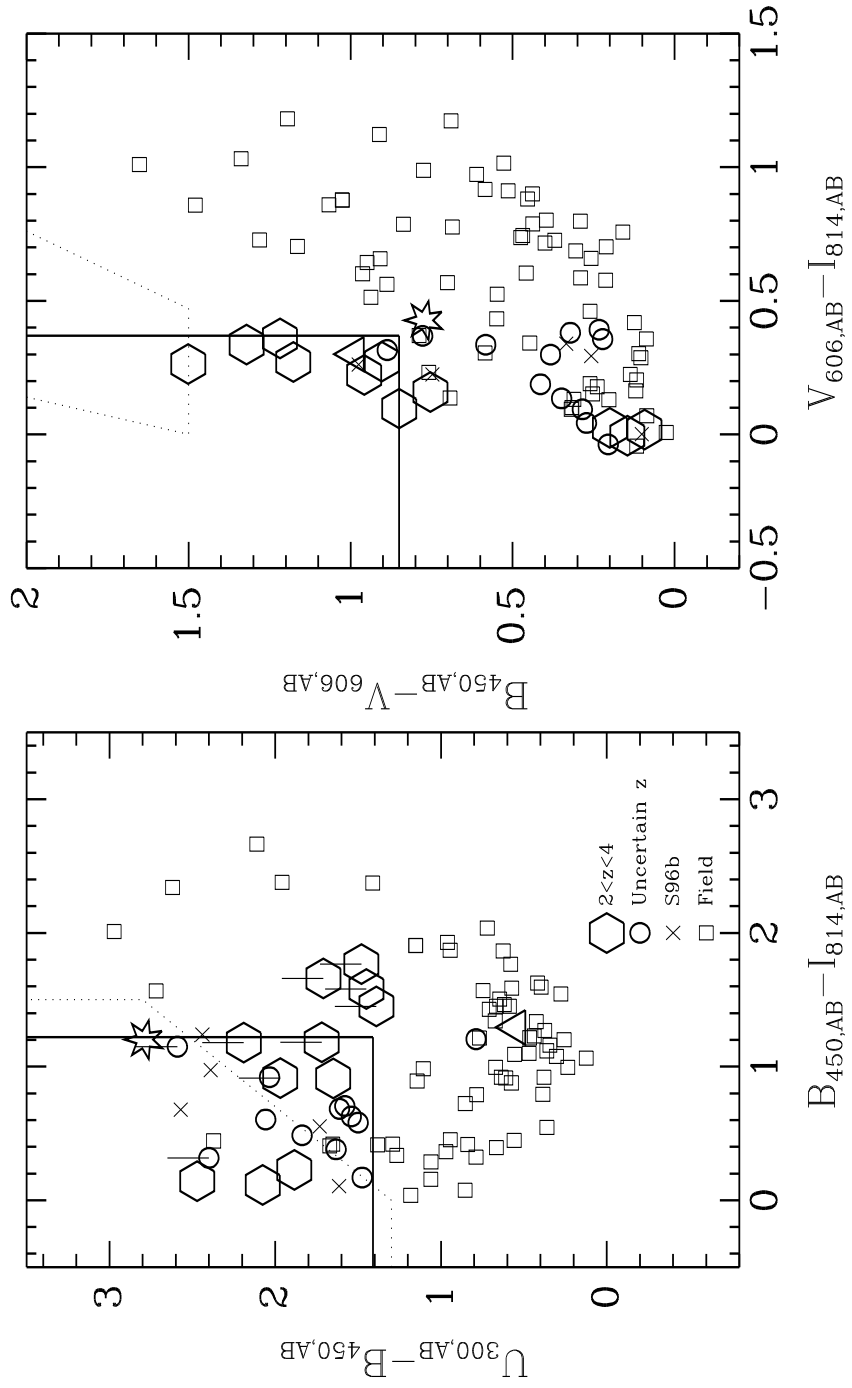 U300,AB−B450,AB
3
2
1
0
0
1
2
3
B450,AB−I814,AB
2<z<4
Uncertain z
S96b
Field
B450,AB−V606,AB
2
1.5
1
0.5
0
−0.5
0
0.5
1
1.5
V606,AB−I814,AB